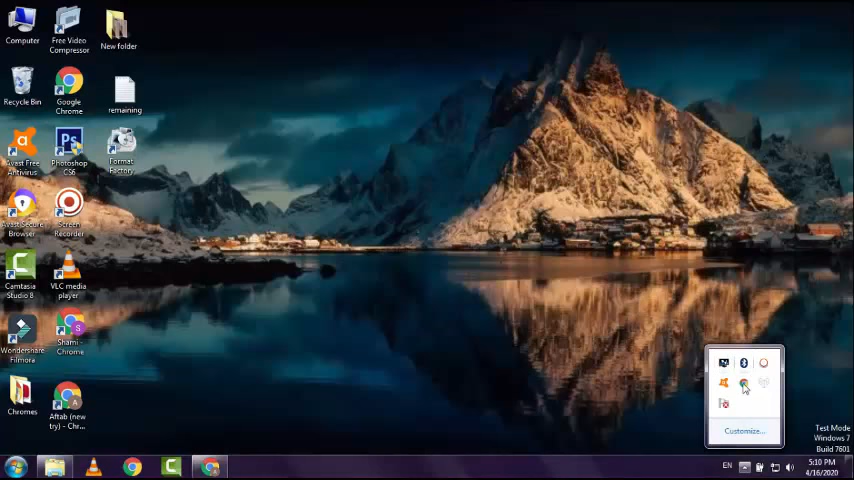 Computer
Free Video
Compressor
New folder
Recycle Bin
Google
Chrome
remaining
Avast Free
Antivirus
Photoshop
CS6
Format
Factory
Avast Secure
Browser
Screen
Recorder
Camtasia
Studio 8
VLC media
player
Wondershare
Filmora
Shami -
Chrome
Chromes
Aftab (new
try) - Chr...
Customize...
Test Mode
Windows 7
Build 7601
EN
5:10 PM
4/16/2020